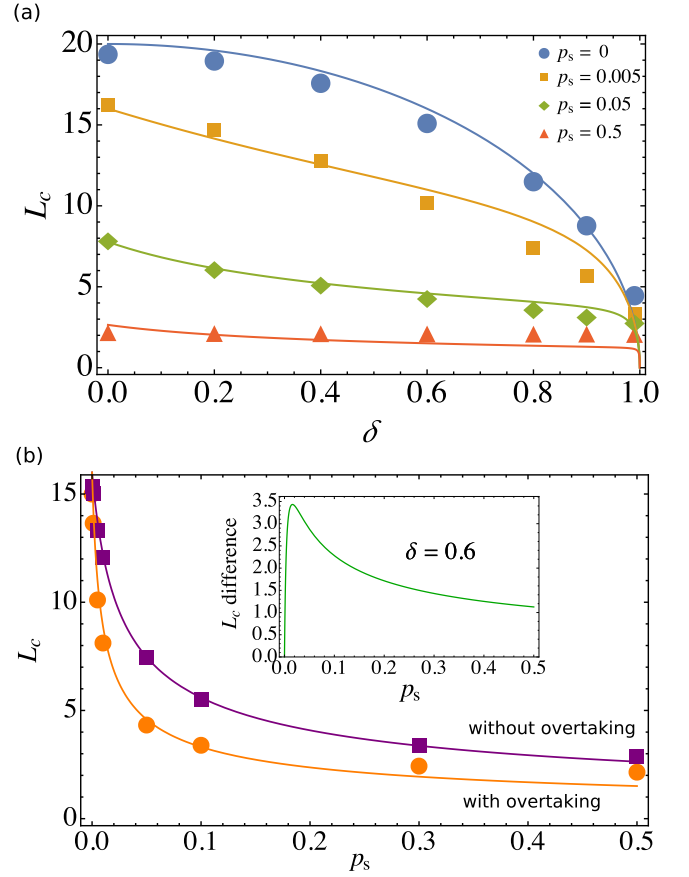 (a)
20
15
10
5
0
L_c
p_s = 0
p_s = 0.005
p_s = 0.05
p_s = 0.5
0.0 0.2 0.4 0.6 0.8 1.0
δ
(b)
15
10
5
0
L_c
3.5
3.0
2.5
2.0
1.5
1.0
0.5
0.0
L_c difference
δ = 0.6
0.0 0.1 0.2 0.3 0.4 0.5
p_s
without overtaking
with overtaking
0.0 0.1 0.2 0.3 0.4 0.5
p_s